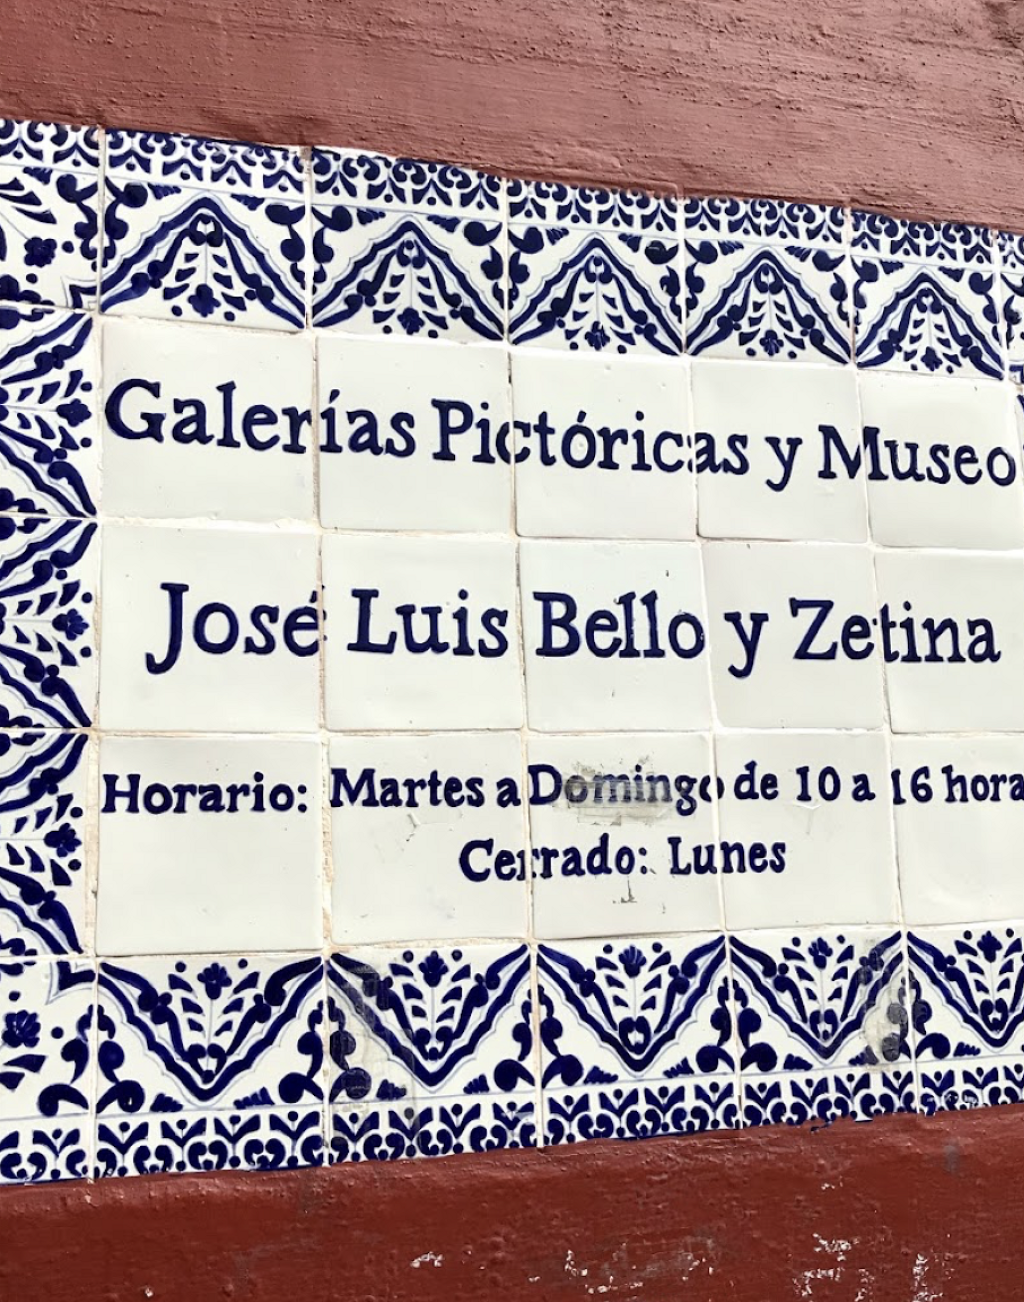 Galerías Pictóricas y Museo
José Luis Bello y Zetina
Horario: Martes a Domingo de 10 a 16 hora
Cerrado: Lunes